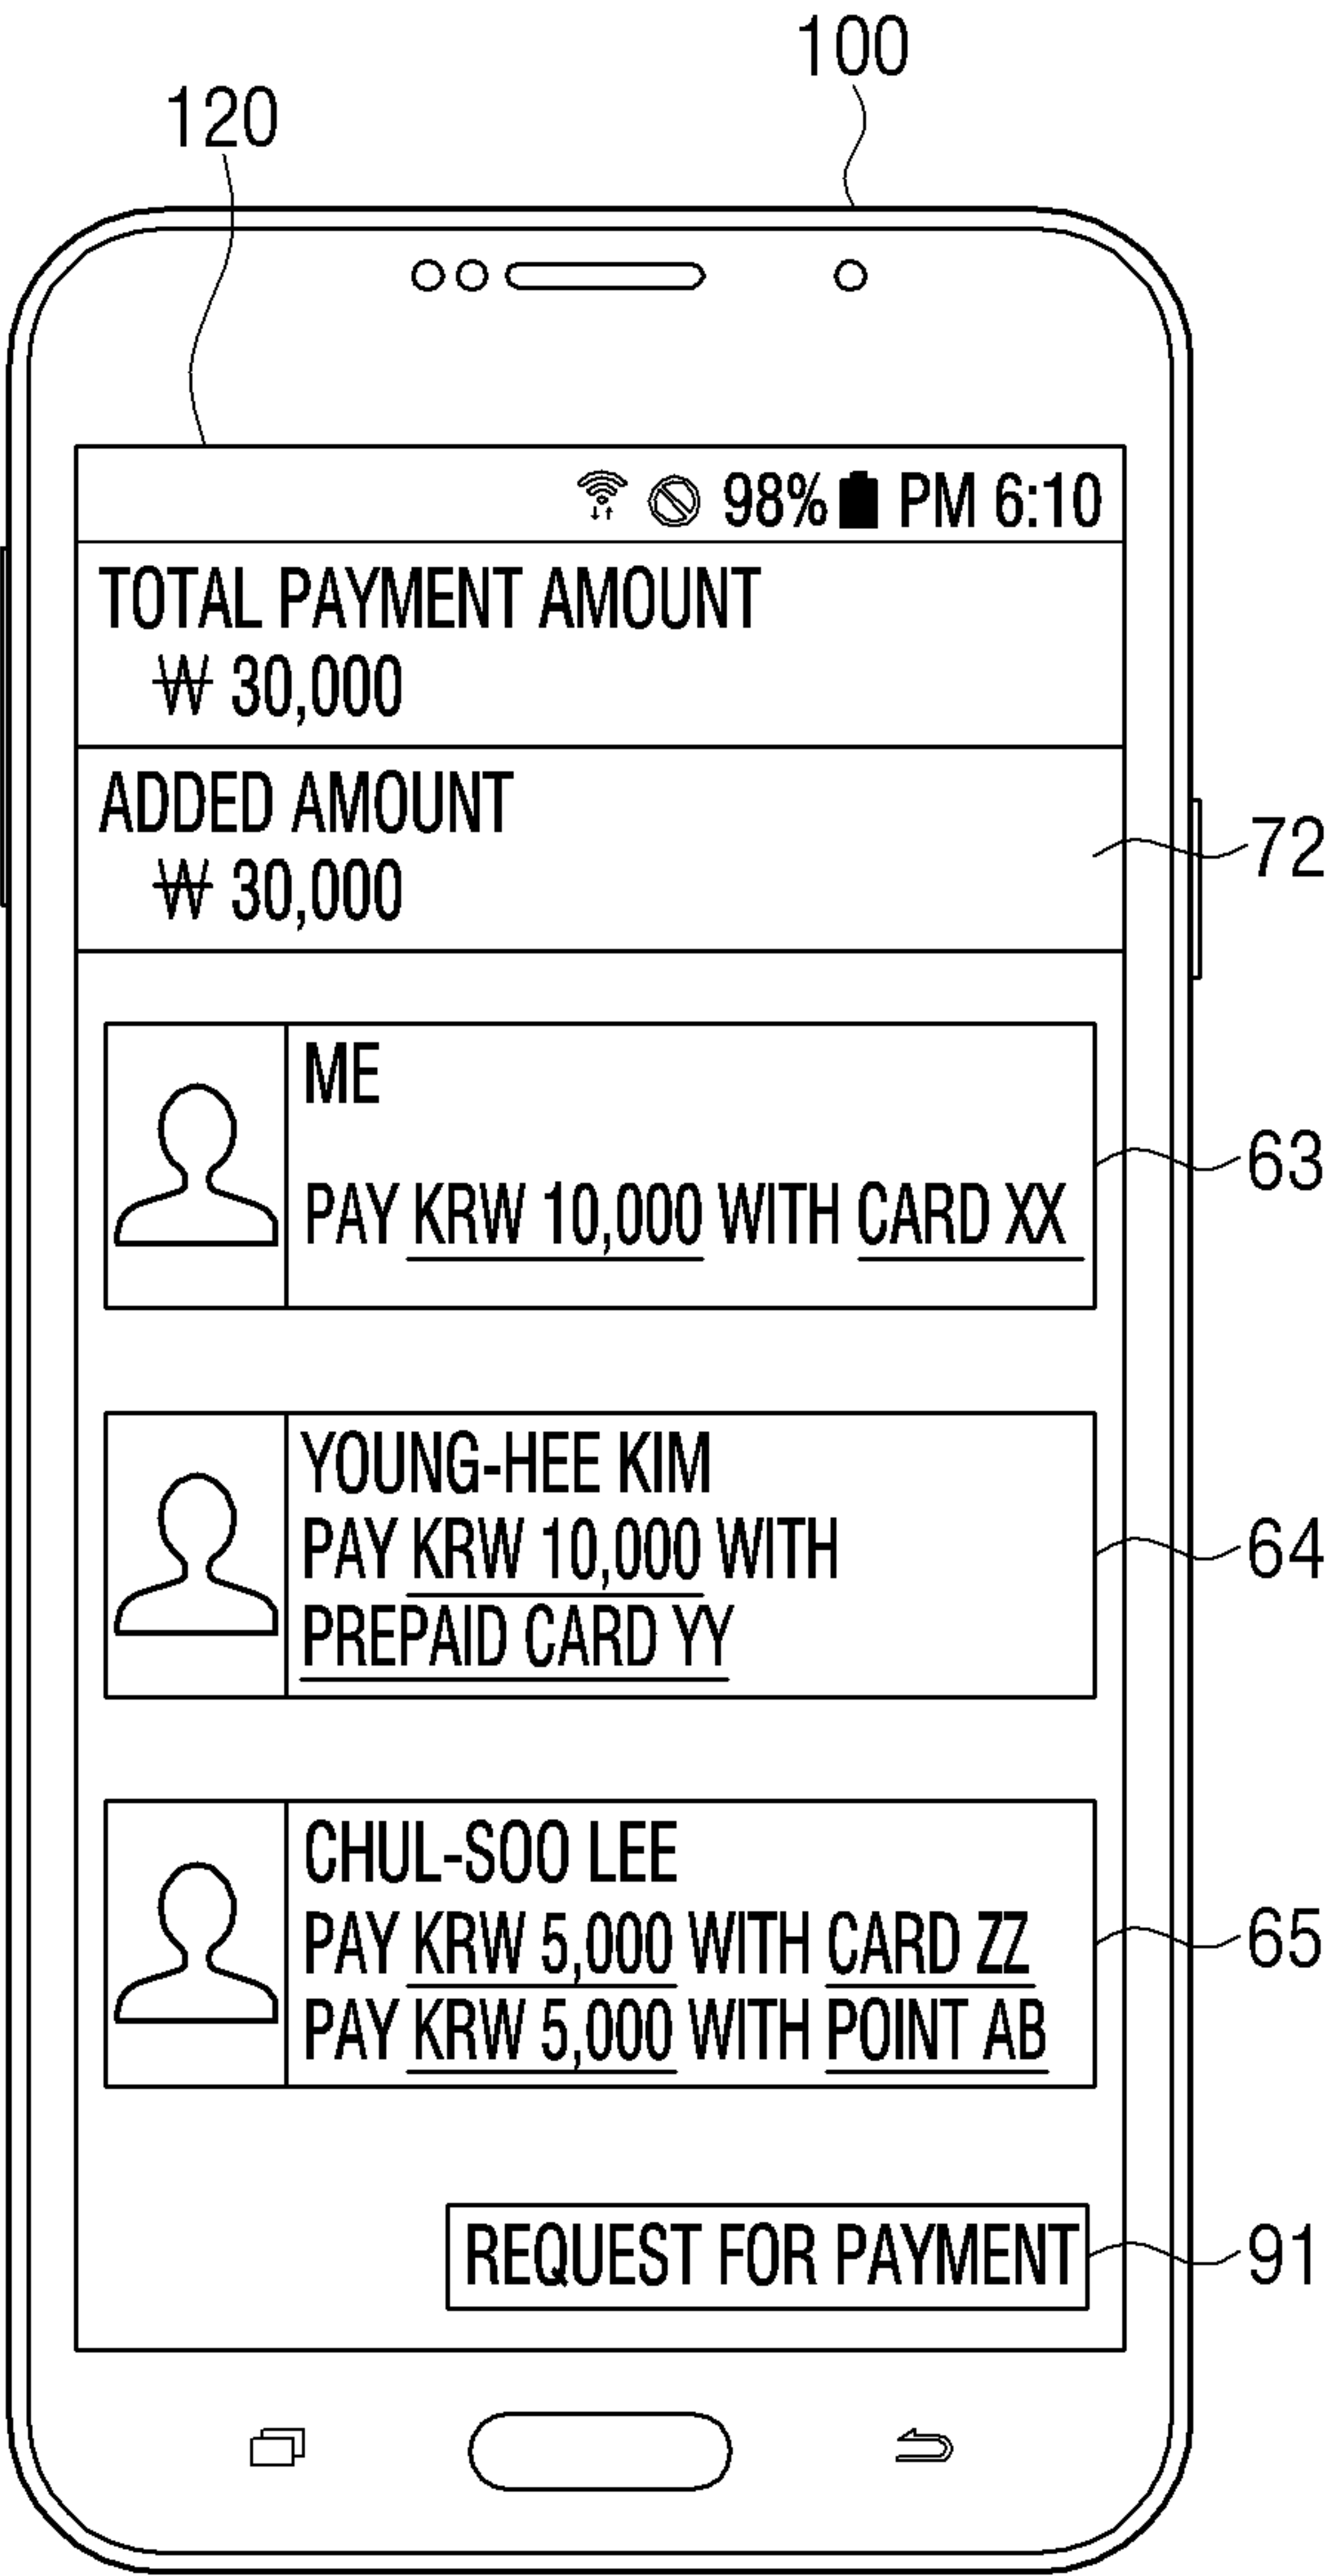 100
120
98% PM 6:10
TOTAL PAYMENT AMOUNT
₩ 30,000
ADDED AMOUNT
₩ 30,000
72
ME
PAY KRW 10,000 WITH CARD XX
63
YOUNG-HEE KIM
PAY KRW 10,000 WITH
PREPAID CARD YY
64
CHUL-SOO LEE
PAY KRW 5,000 WITH CARD ZZ
PAY KRW 5,000 WITH POINT AB
65
REQUEST FOR PAYMENT
91